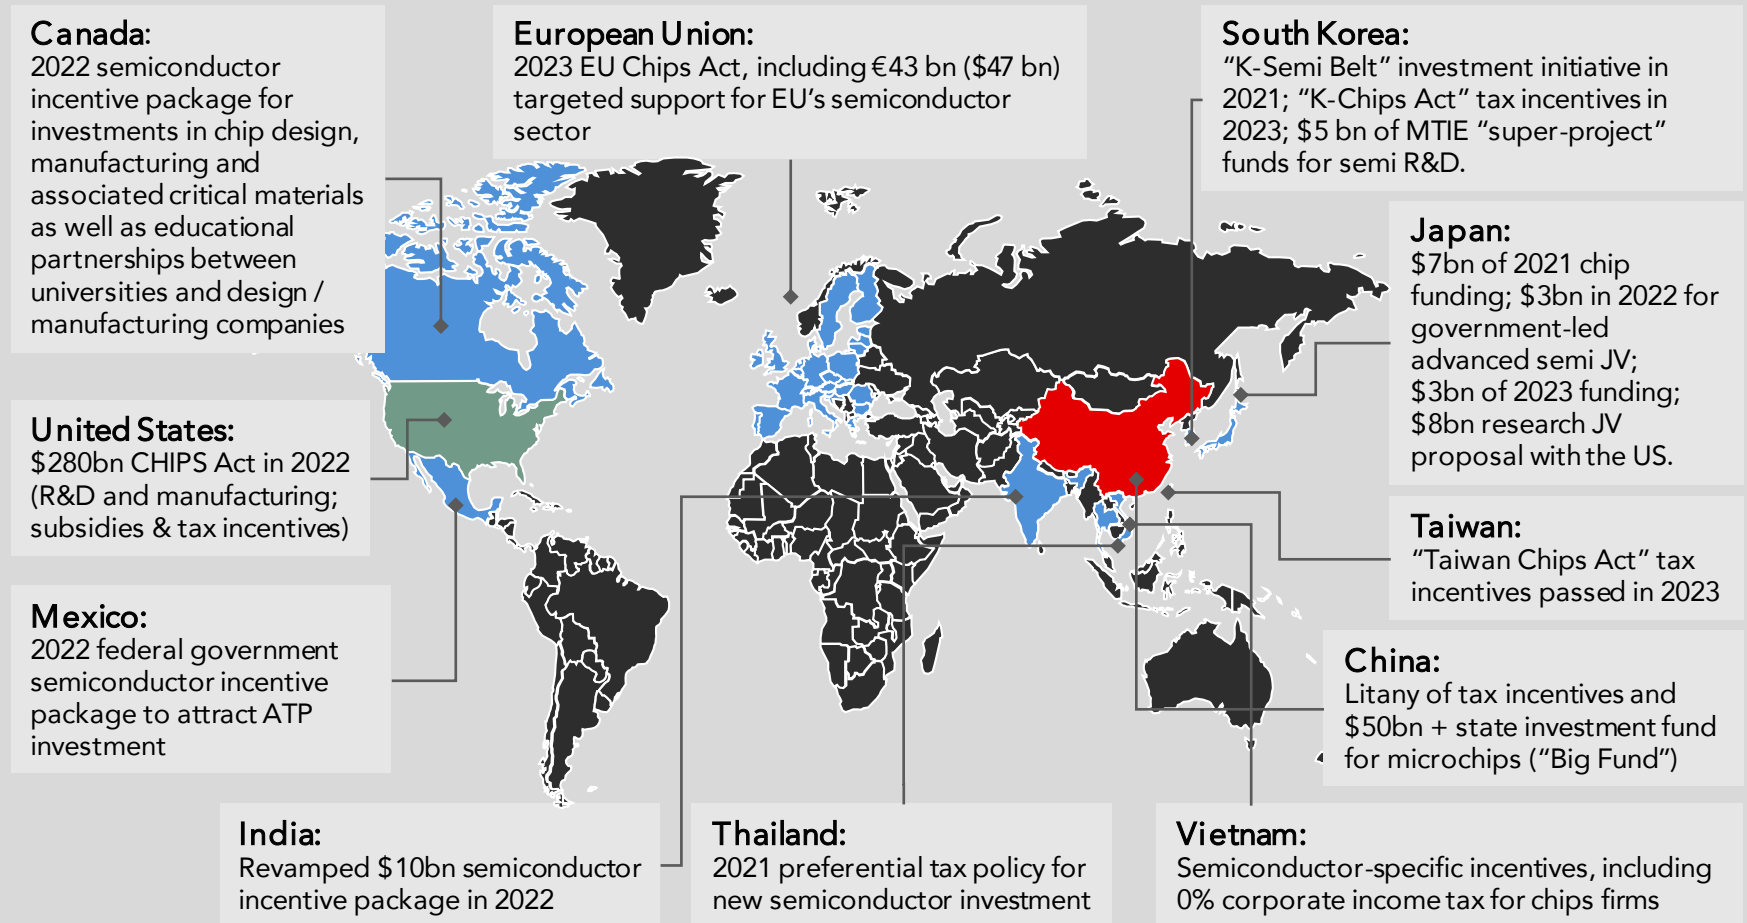 Canada:
2022 semiconductor
incentive package for
investments in chip design,
manufacturing and
associated critical materials
as well as educational
partnerships between
universities and design /
manufacturing companies
European Union:
2023 EU Chips Act, including €43 bn ($47 bn)
targeted support for EU’s semiconductor
sector
South Korea:
“K-Semi Belt” investment initiative in
2021; “K-Chips Act” tax incentives in
2023; $5 bn of MTIE “super-project”
funds for semi R&D.
Japan:
$7bn of 2021 chip
funding; $3bn in 2022 for
government-led
advanced semi JV;
$3bn of 2023 funding;
$8bn research JV
proposal with the US.
United States:
$280bn CHIPS Act in 2022
(R&D and manufacturing;
subsidies & tax incentives)
Taiwan:
“Taiwan Chips Act” tax
incentives passed in 2023
Mexico:
2022 federal government
semiconductor incentive
package to attract ATP
investment
China:
Litany of tax incentives and
$50bn + state investment fund
for microchips (“Big Fund”)
India:
Revamped $10bn semiconductor
incentive package in 2022
Thailand:
2021 preferential tax policy for
new semiconductor investment
Vietnam:
Semiconductor-specific incentives, including
0% corporate income tax for chips firms